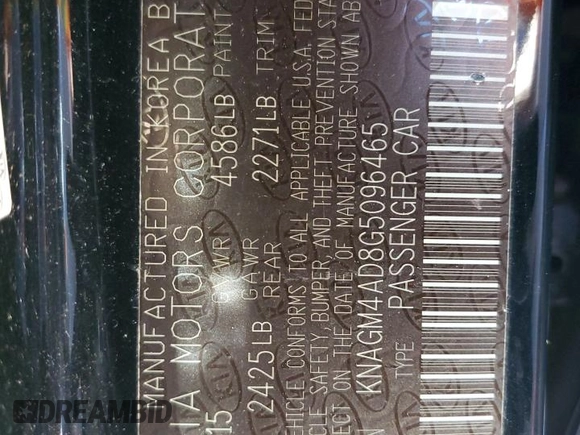 MANUFACTURED IN KOREA B
IA MOTORS CORPORAT
15 GVWR 4586LB PAINT
GAWR
2425LB REAR 2271LB TRIM
VEHICLE CONFORMS TO ALL APPLICABLE U.S.A. FED
CLE SAFETY, BUMPER, AND THEFT PREVENTION STA
ECT ON THE DATE OF MANUFACTURE SHOWN AB
KNAGM4AD8G5096465
TYPE PASSENGER CAR
DREAMBID